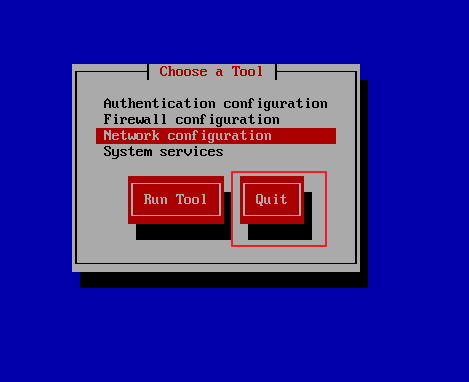 Choose a Tool
Authentication configuration
Firewall configuration
Network configuration
System services
Run Tool
Quit